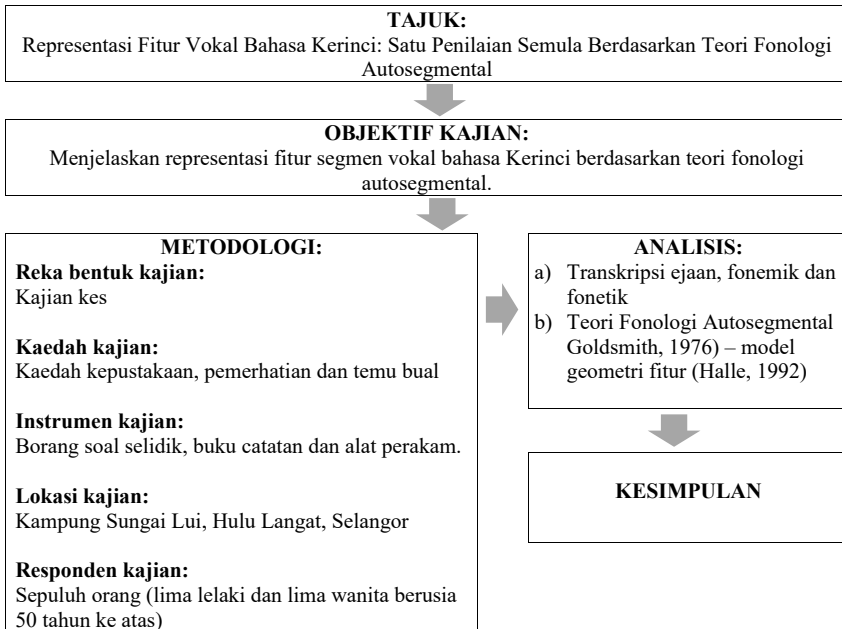 TAJUK:
Representasi Fitur Vokal Bahasa Kerinci: Satu Penilaian Semula Berdasarkan Teori Fonologi
Autosegmental
OBJEKTIF KAJIAN:
Menjelaskan representasi fitur segmen vokal bahasa Kerinci berdasarkan teori fonologi
autosegmental.
METODOLOGI:
Reka bentuk kajian:
Kajian kes
Kaedah kajian:
Kaedah kepustakaan, pemerhatian dan temu bual
Instrumen kajian:
Borang soal selidik, buku catatan dan alat perakam.
Lokasi kajian:
Kampung Sungai Lui, Hulu Langat, Selangor
Responden kajian:
Sepuluh orang (lima lelaki dan lima wanita berusia
50 tahun ke atas)
ANALISIS:
a) Transkripsi ejaan, fonemik dan
fonetik
b) Teori Fonologi Autosegmental
Goldsmith, 1976) – model
geometri fitur (Halle, 1992)
KESIMPULAN